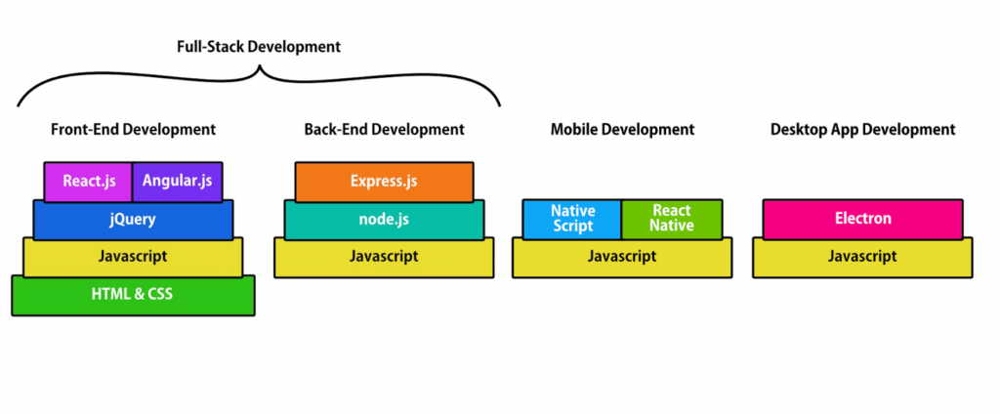 Full-Stack Development
Front-End Development
React.js
Angular.js
jQuery
Javascript
HTML & CSS
Back-End Development
Express.js
node.js
Javascript
Mobile Development
Native
Script
React
Native
Javascript
Desktop App Development
Electron
Javascript